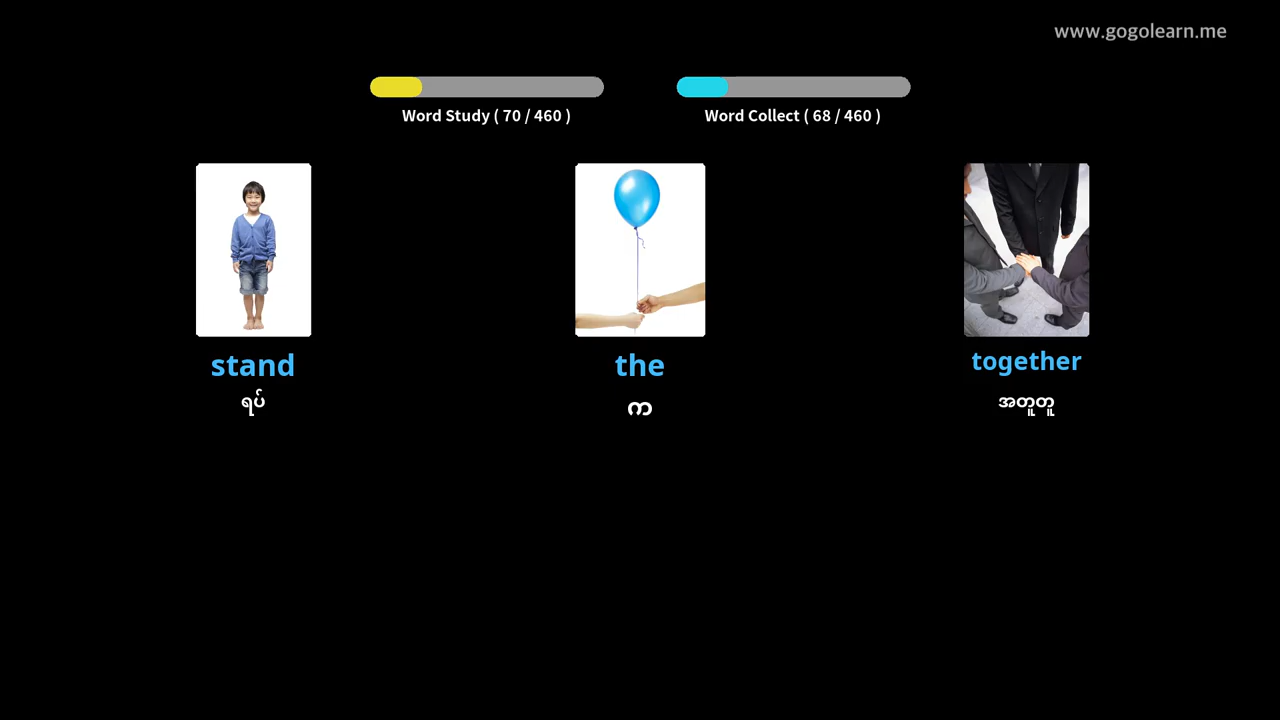 www.gogolearn.me
Word Study ( 70 / 460 )
Word Collect ( 68 / 460 )
stand
the
together
ရပ်
က
အတူတူ